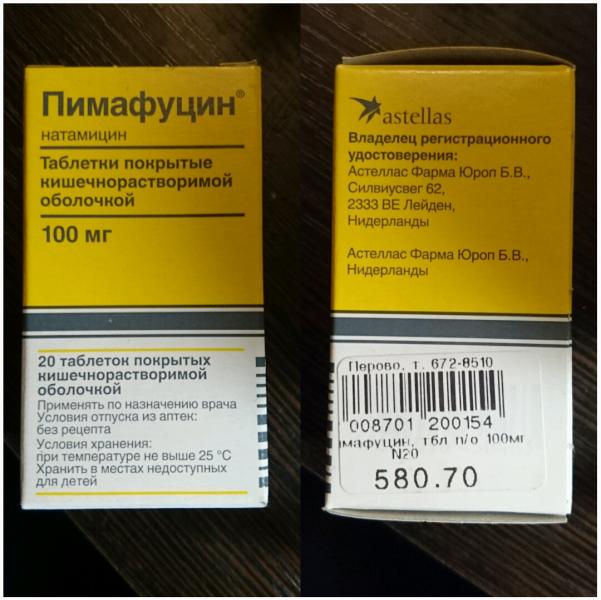 Пимафуцин®
натамицин
Таблетки покрытые
кишечнорастворимой
оболочкой
100 мг
20 таблеток покрытых
кишечнорастворимой
оболочкой
Применять по назначению врача
Условия отпуска из аптек:
без рецепта
Условия хранения:
при температуре не выше 25 °C
Хранить в местах недоступных
для детей
astellas
Владелец регистрационного
удостоверения:
Астеллас Фарма Юроп Б.В.,
Силвиусвег 62,
2333 ВЕ Лейден,
Нидерланды
Астеллас Фарма Юроп Б.В.,
Нидерланды
Перово, т. 672-8510
008701 200154
имафуцин, тбл п/о 100мг
N20
580.70